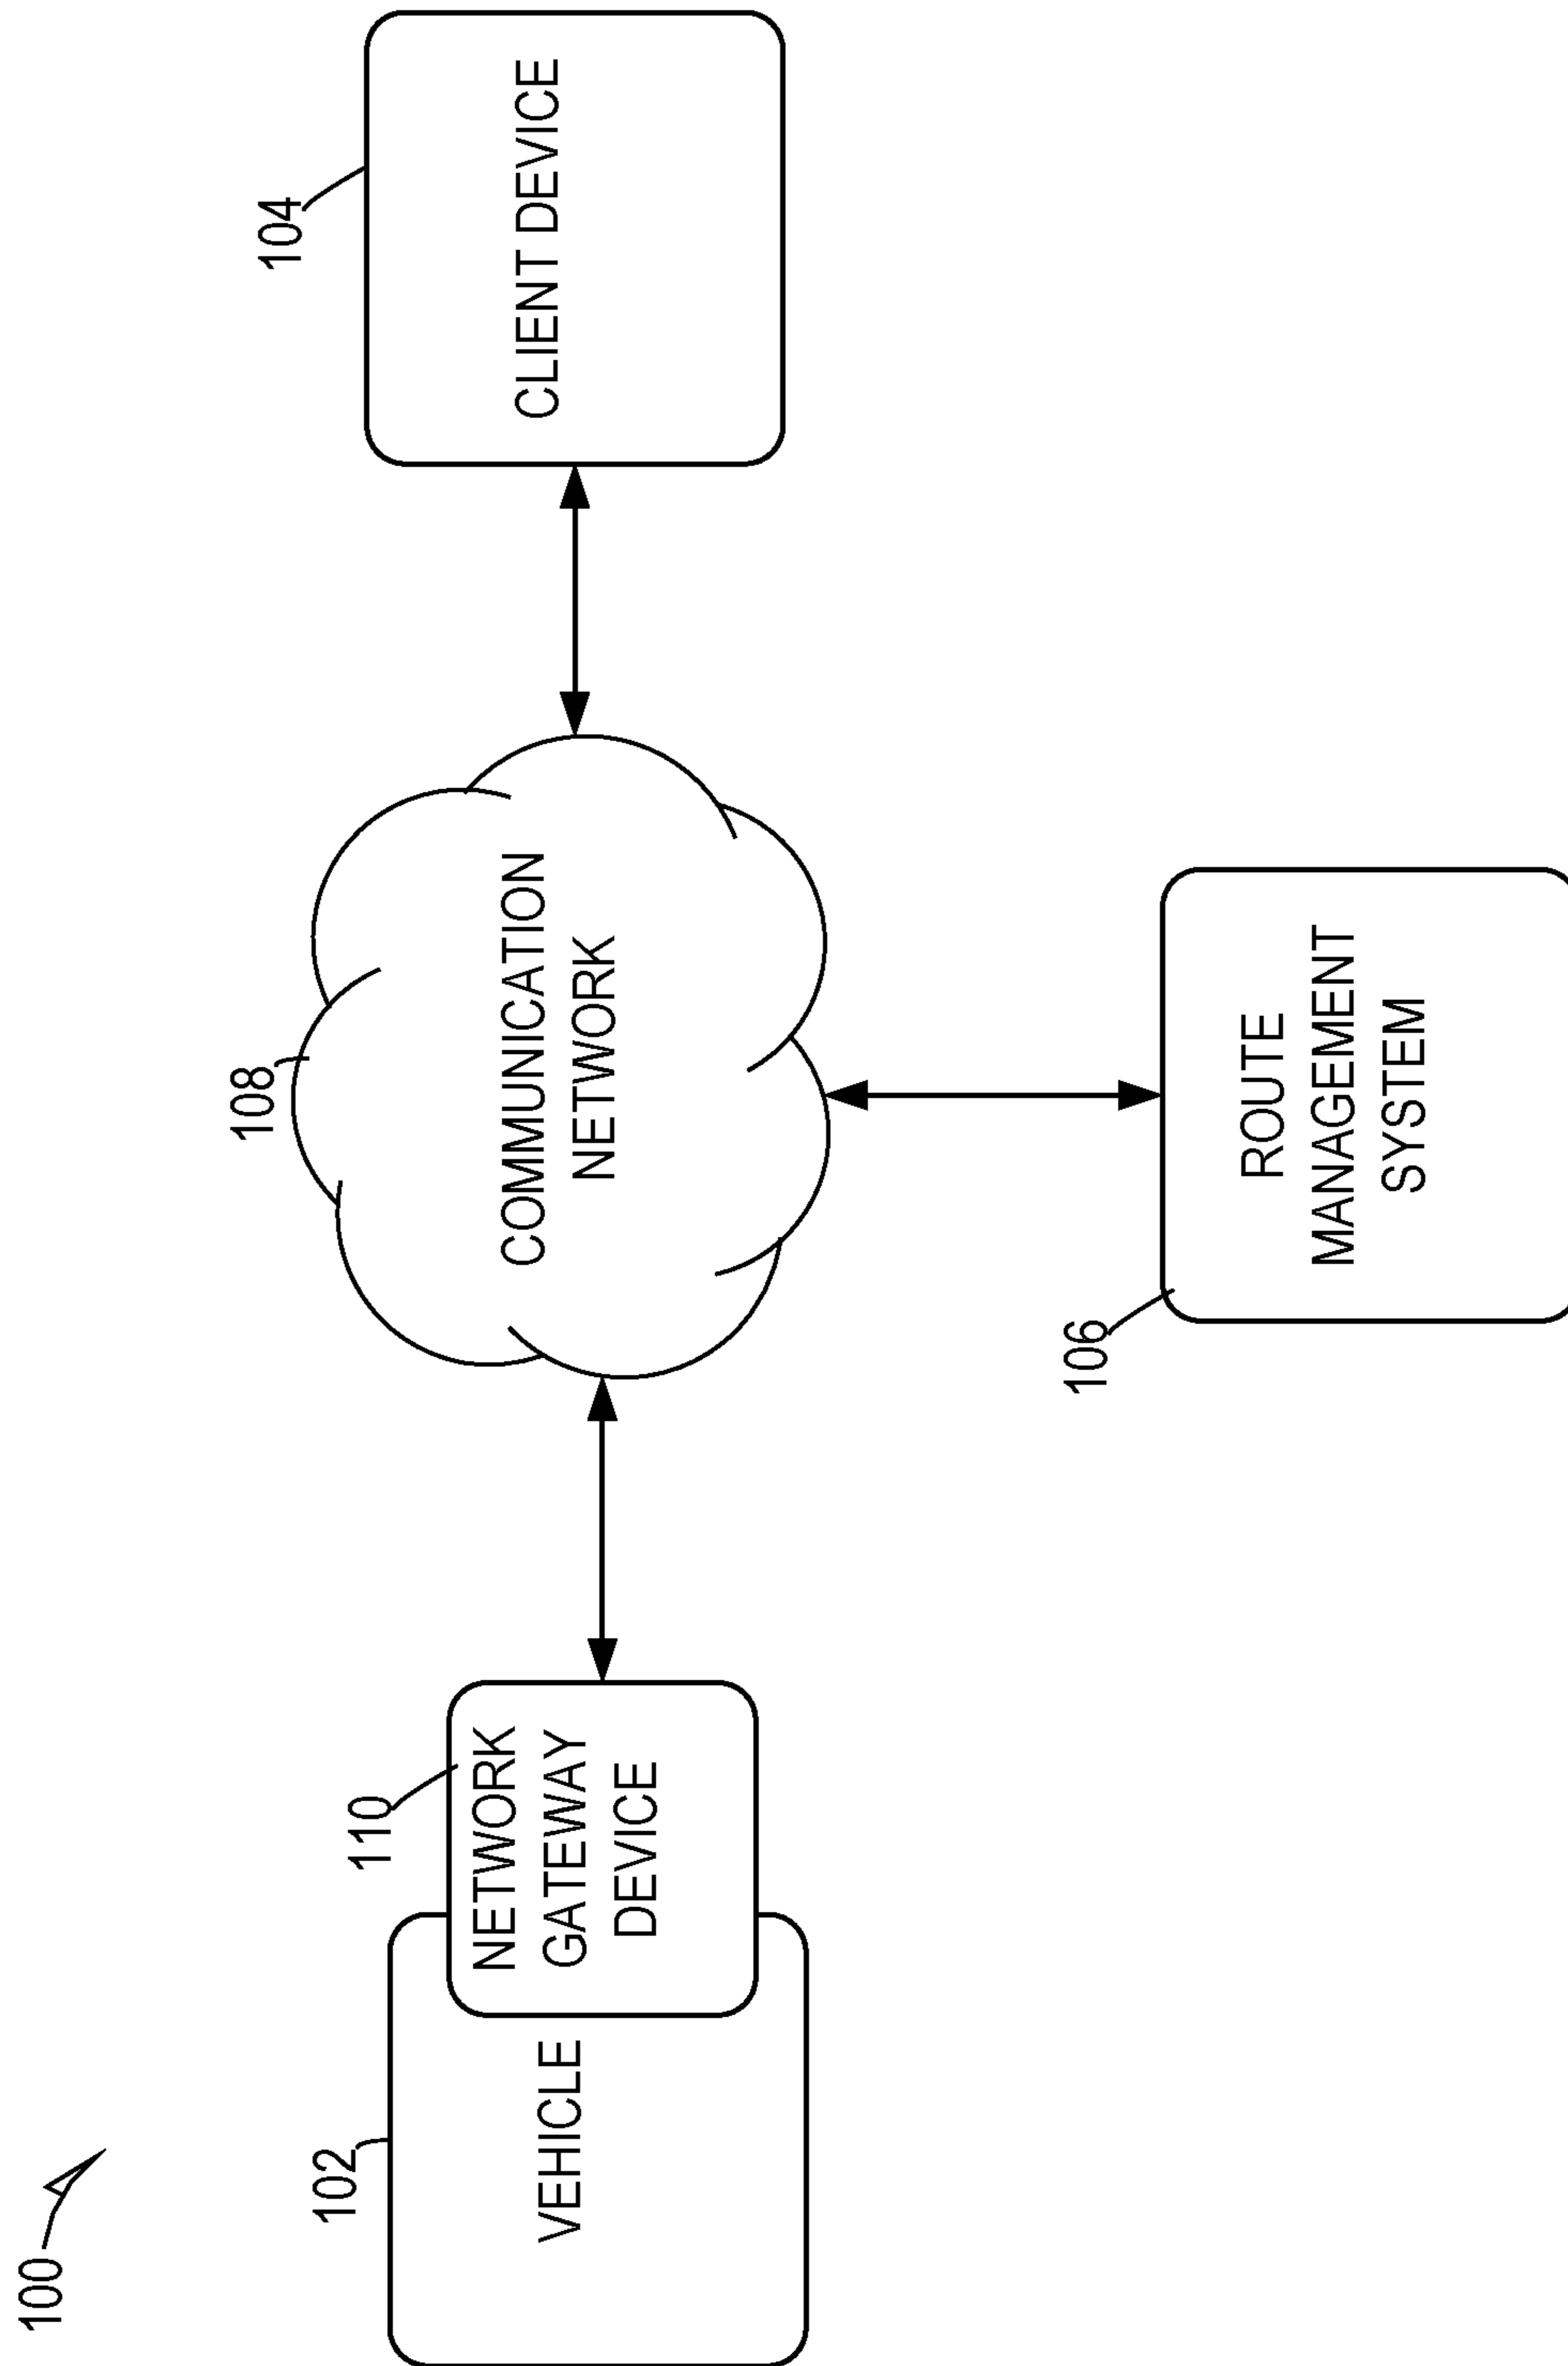 100
102
VEHICLE
110
NETWORK
GATEWAY
DEVICE
108
COMMUNICATION
NETWORK
104
CLIENT DEVICE
106
ROUTE
MANAGEMENT
SYSTEM